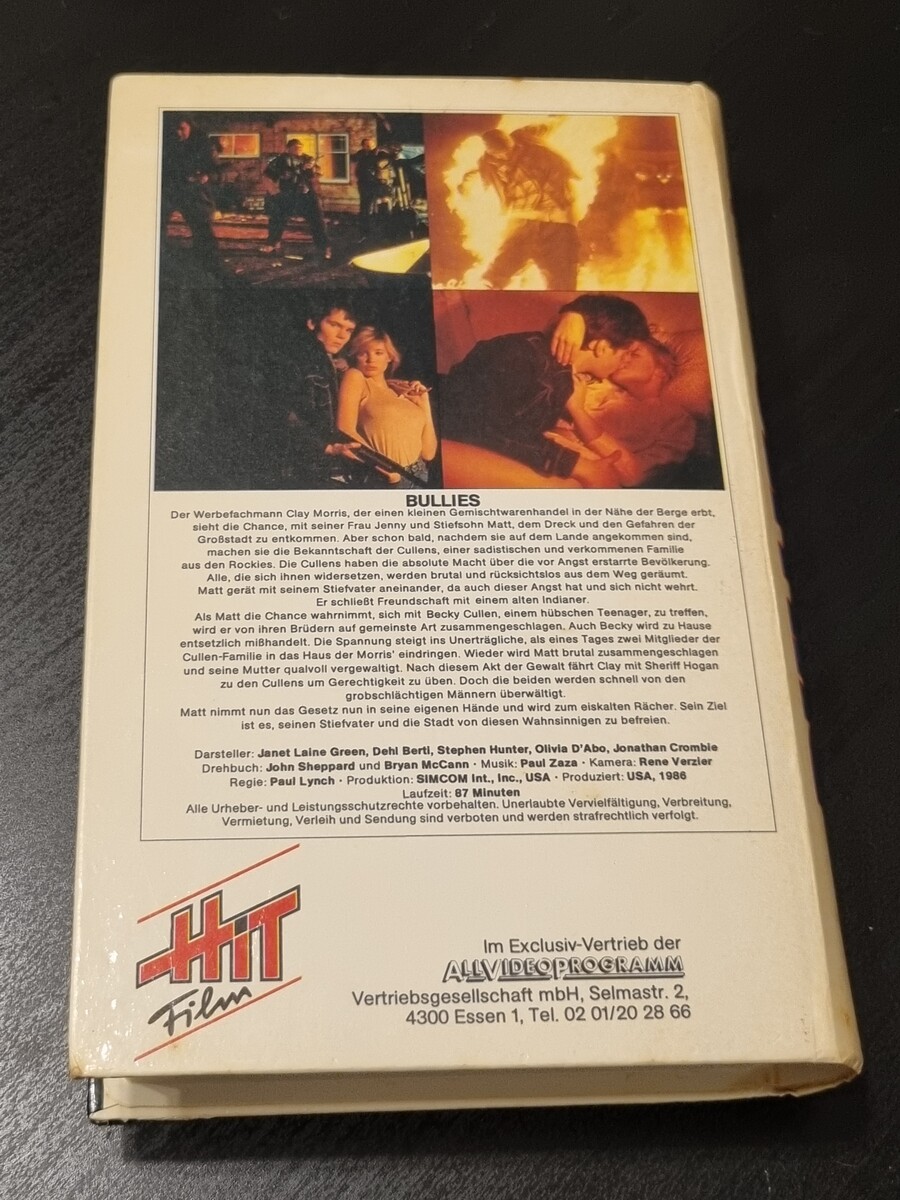 BULLIES
Der Werbefachmann Clay Morris, der einen kleinen Gemischtwarenhandel in der Nähe der Berge erbt,
sieht die Chance, mit seiner Frau Jenny und Stiefsohn Matt, dem Dreck und den Gefahren der
Großstadt zu entkommen. Aber schon bald, nachdem sie auf dem Lande angekommen sind,
machen sie die Bekanntschaft der Cullens, einer sadistischen und verkommenen Familie
aus den Rockies. Die Cullens haben die absolute Macht über die vor Angst erstarrte Bevölkerung.
Alle, die sich ihnen widersetzen, werden brutal und rücksichtslos aus dem Weg geräumt.
Matt gerät mit seinem Stiefvater aneinander, da auch dieser Angst hat und sich nicht wehrt.
Er schließt Freundschaft mit einem alten Indianer.
Als Matt die Chance wahrnimmt, sich mit Becky Cullen, einem hübschen Teenager, zu treffen,
wird er von ihren Brüdern auf gemeinste Art zusammengeschlagen. Auch Becky wird zu Hause
entsetzlich mißhandelt. Die Spannung steigt ins Unerträgliche, als eines Tages zwei Mitglieder der
Cullen-Familie in das Haus der Morris' eindringen. Wieder wird Matt brutal zusammengeschlagen
und seine Mutter qualvoll vergewaltigt. Nach diesem Akt der Gewalt fährt Clay mit Sheriff Hogan
zu den Cullens um Gerechtigkeit zu üben. Doch die beiden werden schnell von den
grobschlächtigen Männern überwältigt.
Matt nimmt nun das Gesetz nun in seine eigenen Hände und wird zum eiskalten Rächer. Sein Ziel
ist es, seinen Stiefvater und die Stadt von diesen Wahnsinnigen zu befreien.
Darsteller: Janet Laine Green, Dehl Berti, Stephen Hunter, Olivia D'Abo, Jonathan Crombie
Drehbuch: John Sheppard und Bryan McCann · Musik: Paul Zaza · Kamera: Rene Verzier
Regie: Paul Lynch · Produktion: SIMCOM Int., Inc., USA · Produziert: USA, 1986
Laufzeit: 87 Minuten
Alle Urheber- und Leistungsschutzrechte vorbehalten. Unerlaubte Vervielfältigung, Verbreitung,
Vermietung, Verleih und Sendung sind verboten und werden strafrechtlich verfolgt.
HiT
Film
Im Exclusiv-Vertrieb der
ALLVIDEOPROGRAMM
Vertriebsgesellschaft mbH, Selmastr. 2,
4300 Essen 1, Tel. 02 01/20 28 66